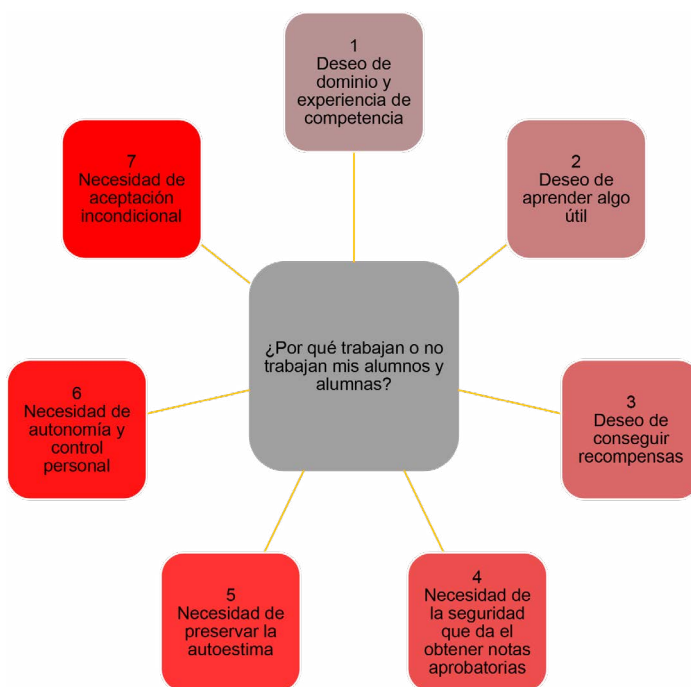 1
Deseo de
dominio y
experiencia de
competencia
2
Deseo de
aprender algo
útil
3
Deseo de
conseguir
recompensas
4
Necesidad de
la seguridad
que da el
obtener notas
aprobatorias
5
Necesidad de
preservar la
autoestima
6
Necesidad de
autonomía y
control
personal
7
Necesidad de
aceptación
incondicional
¿Por qué trabajan o no
trabajan mis alumnos y
alumnas?